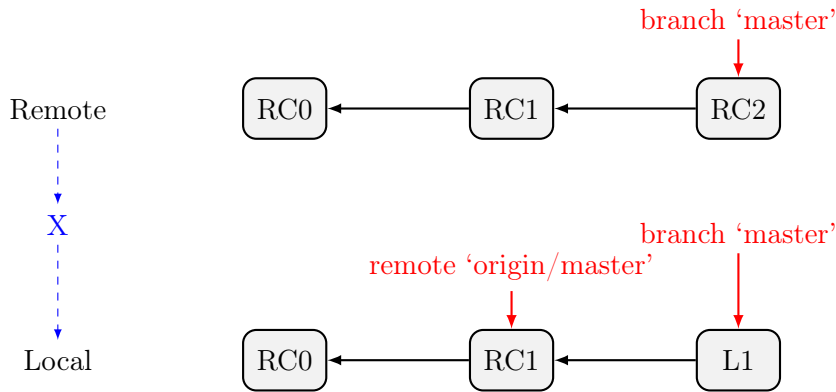 branch ‘master’
Remote
RC0
RC1
RC2
X
branch ‘master’
remote ‘origin/master’
Local
RC0
RC1
L1